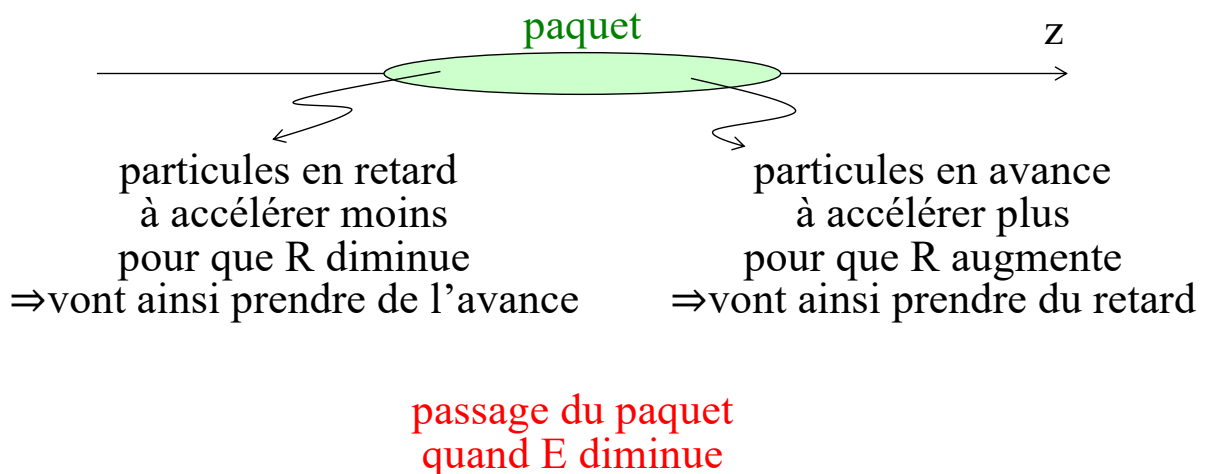 paquet
z
particules en retard
à accélérer moins
pour que R diminue
⇒vont ainsi prendre de l’avance
particules en avance
à accélérer plus
pour que R augmente
⇒vont ainsi prendre du retard
passage du paquet
quand E diminue